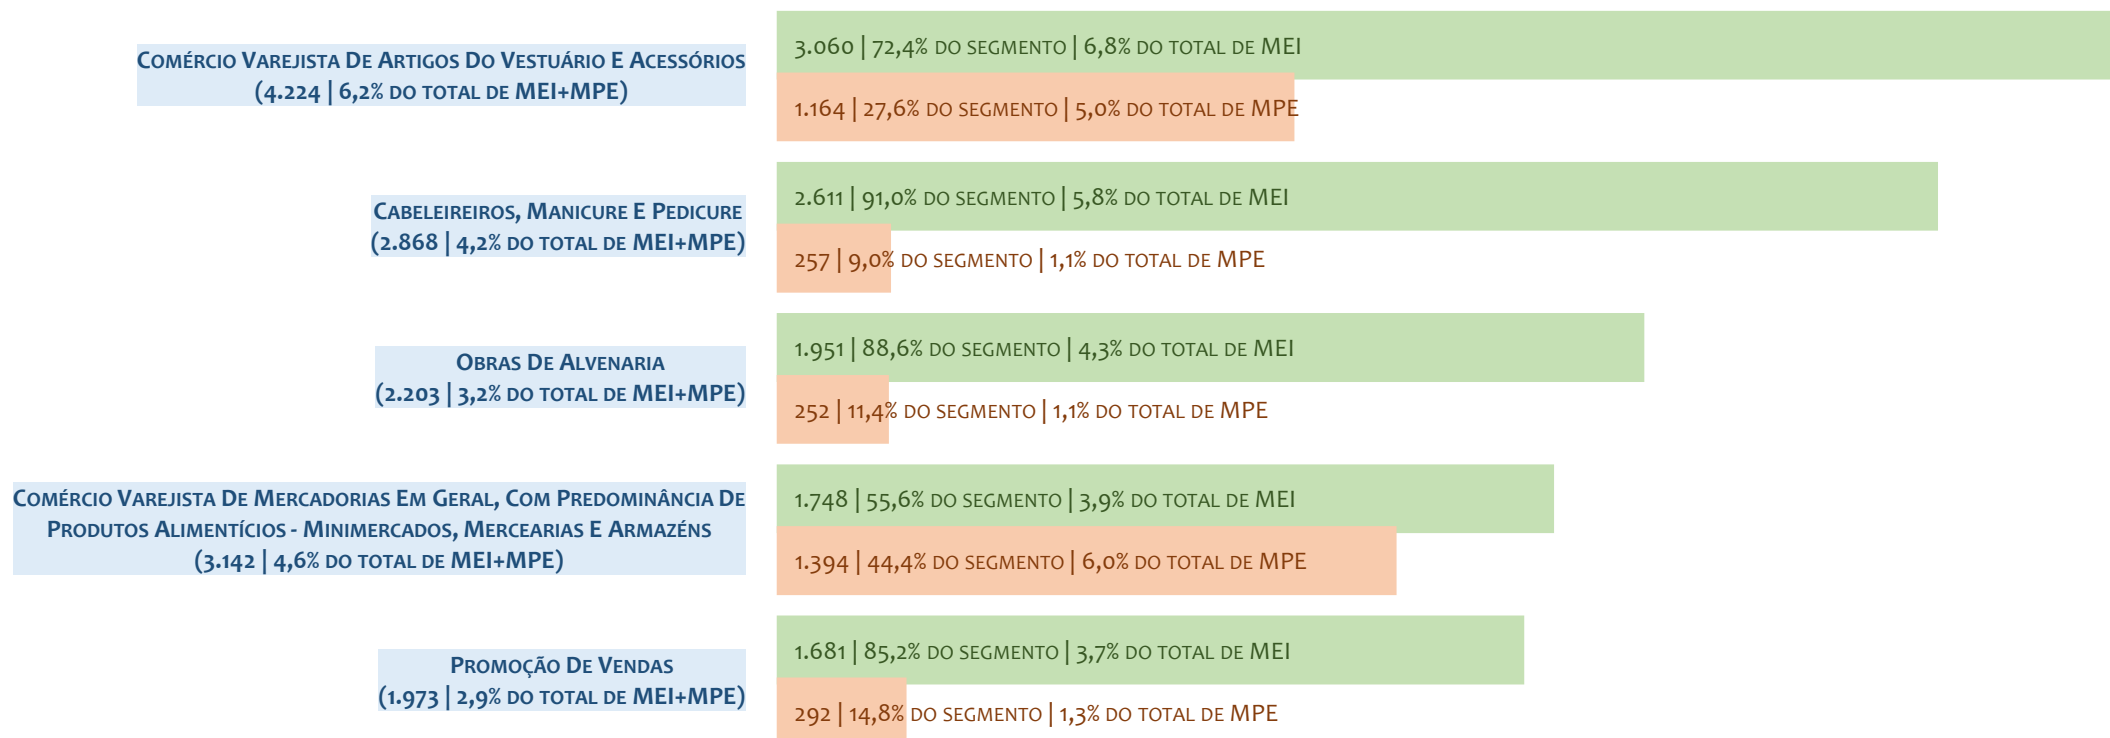 Comércio Varejista De Artigos Do Vestuário E Acessórios
(4.224 | 6,2% do total de MEI+MPE)
3.060 | 72,4% do segmento | 6,8% do total de MEI
1.164 | 27,6% do segmento | 5,0% do total de MPE
Cabeleireiros, Manicure E Pedicure
(2.868 | 4,2% do total de MEI+MPE)
2.611 | 91,0% do segmento | 5,8% do total de MEI
257 | 9,0% do segmento | 1,1% do total de MPE
Obras De Alvenaria
(2.203 | 3,2% do total de MEI+MPE)
1.951 | 88,6% do segmento | 4,3% do total de MEI
252 | 11,4% do segmento | 1,1% do total de MPE
Comércio Varejista De Mercadorias Em Geral, Com Predominância De
Produtos Alimentícios - Minimercados, Mercearias E Armazéns
(3.142 | 4,6% do total de MEI+MPE)
1.748 | 55,6% do segmento | 3,9% do total de MEI
1.394 | 44,4% do segmento | 6,0% do total de MPE
Promoção De Vendas
(1.973 | 2,9% do total de MEI+MPE)
1.681 | 85,2% do segmento | 3,7% do total de MEI
292 | 14,8% do segmento | 1,3% do total de MPE